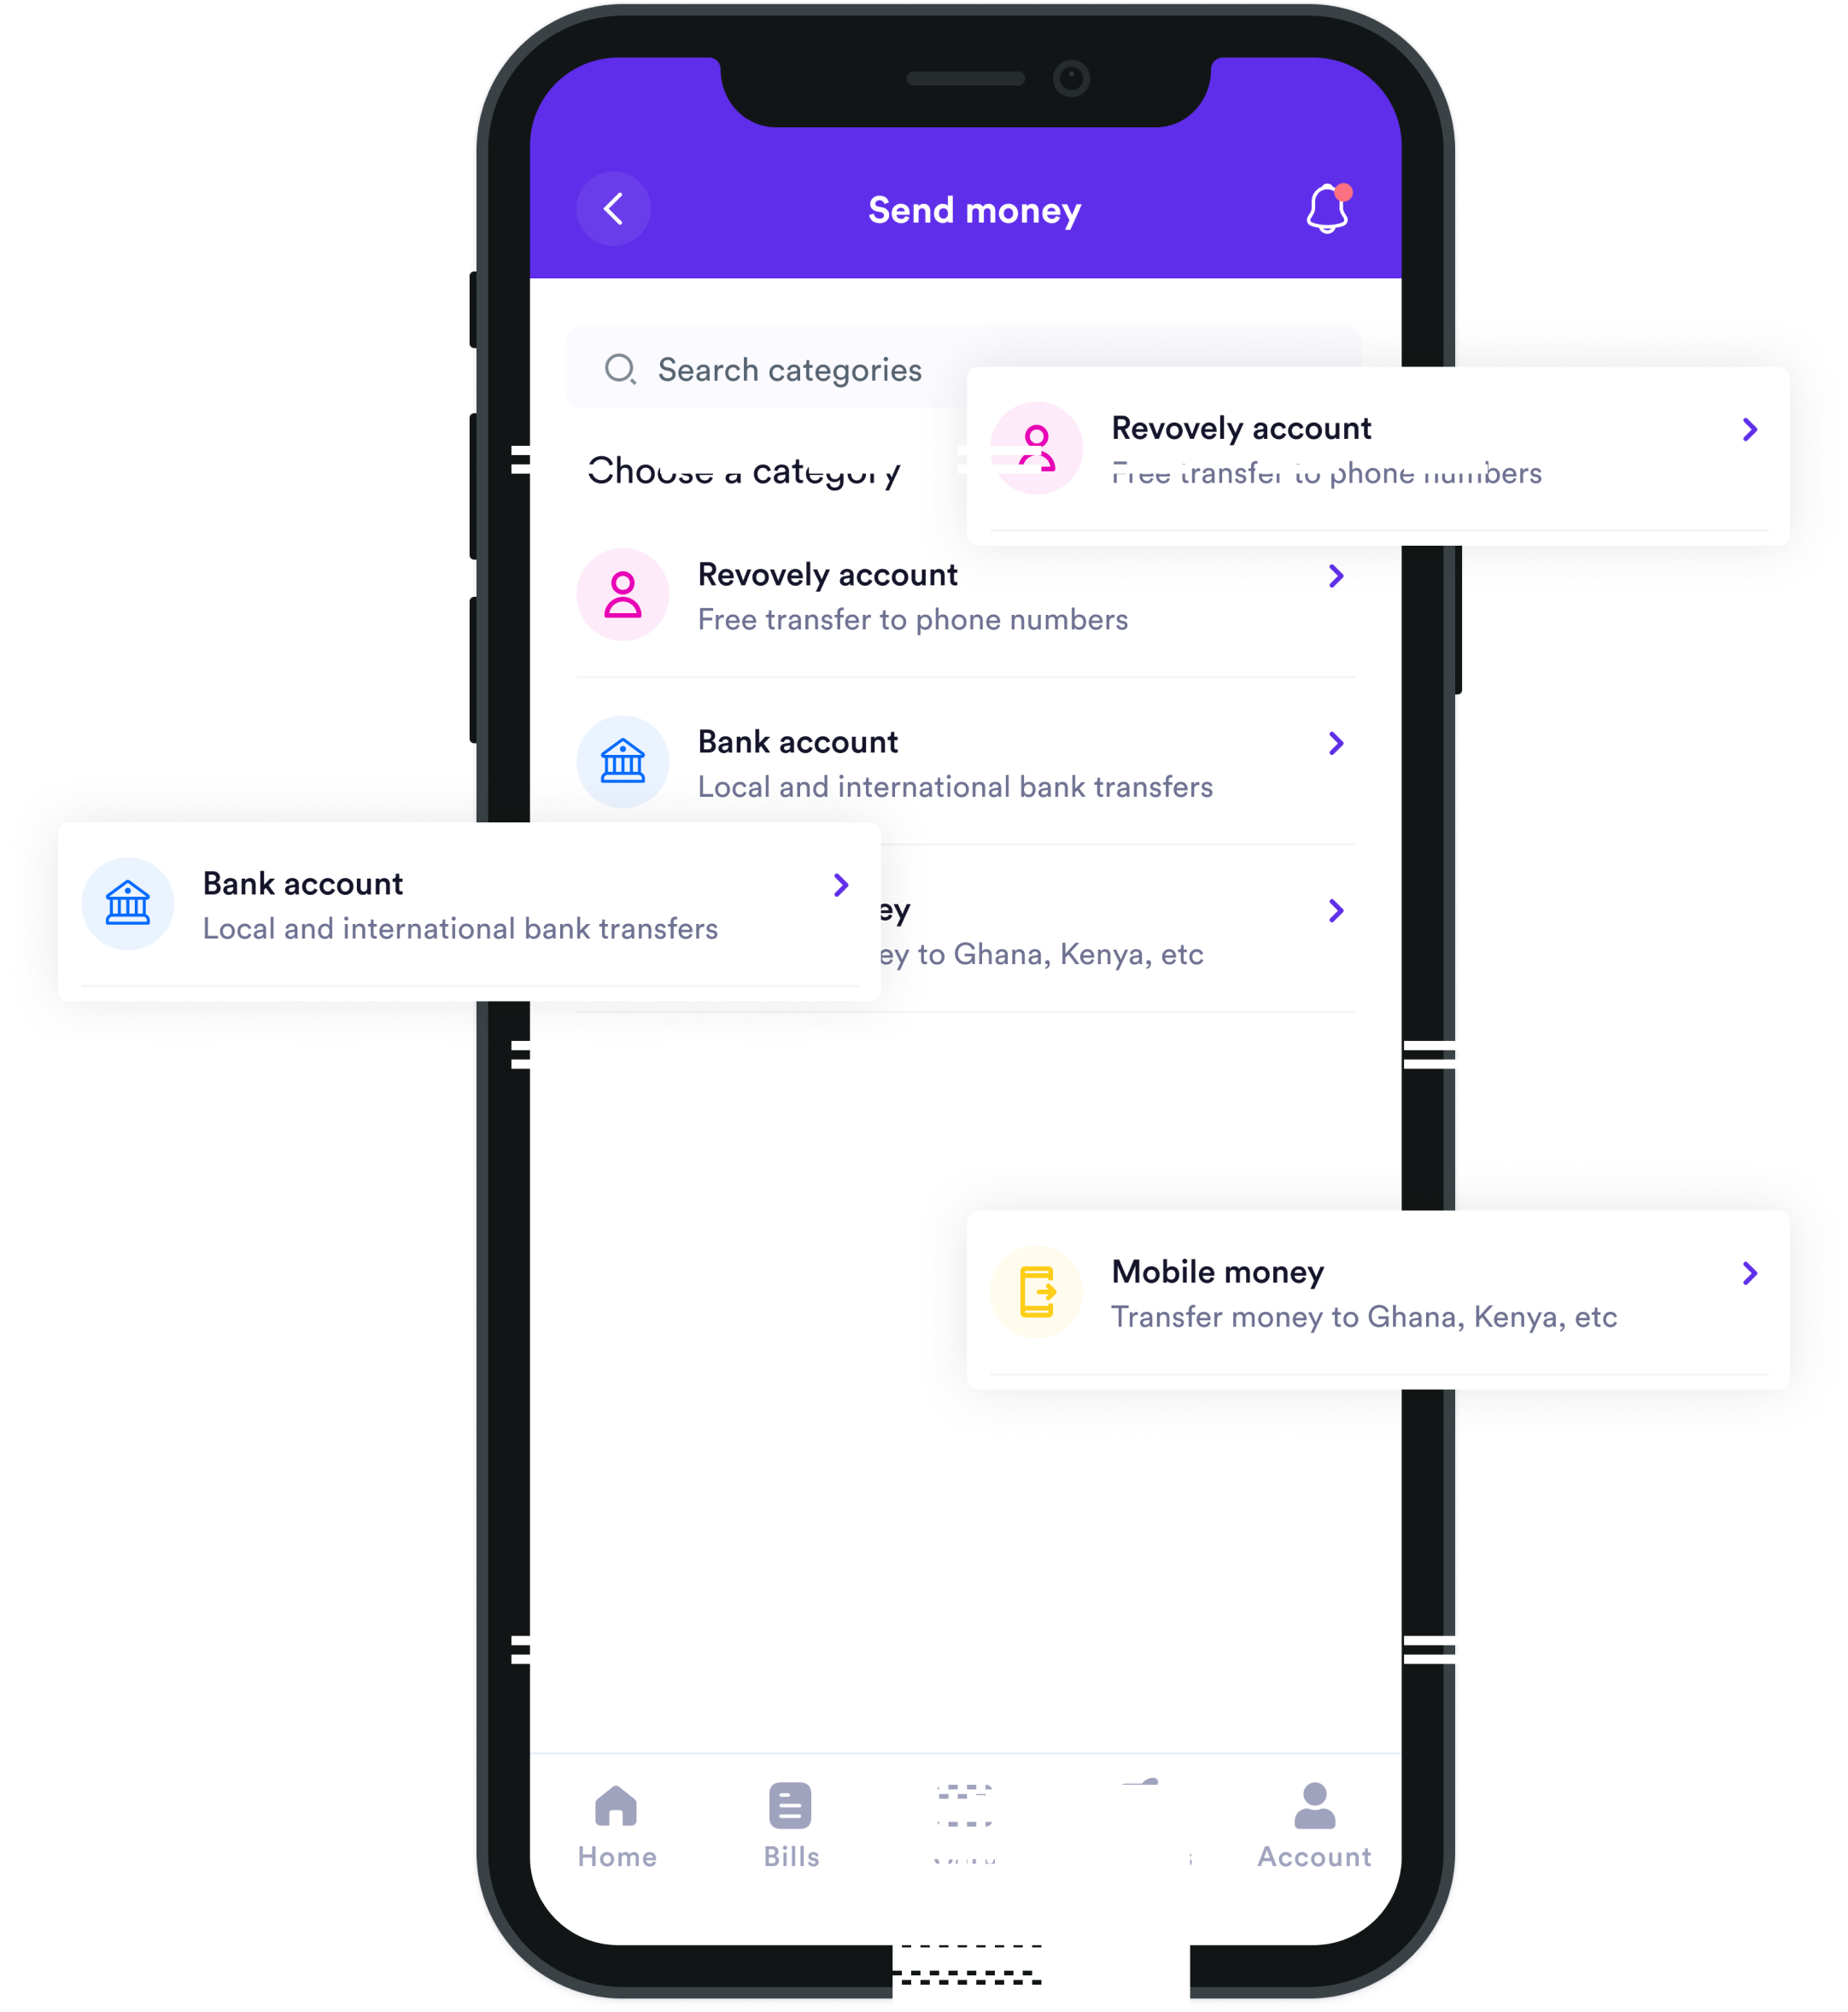 Send money
Search categories
Choose a category
Revovely account
Free transfer to phone numbers
Revovely account
Free transfer to phone numbers
Bank account
Local and international bank transfers
Bank account
Local and international bank transfers
ey
ey to Ghana, Kenya, etc
Mobile money
Transfer money to Ghana, Kenya, etc
Home
Bills
Account